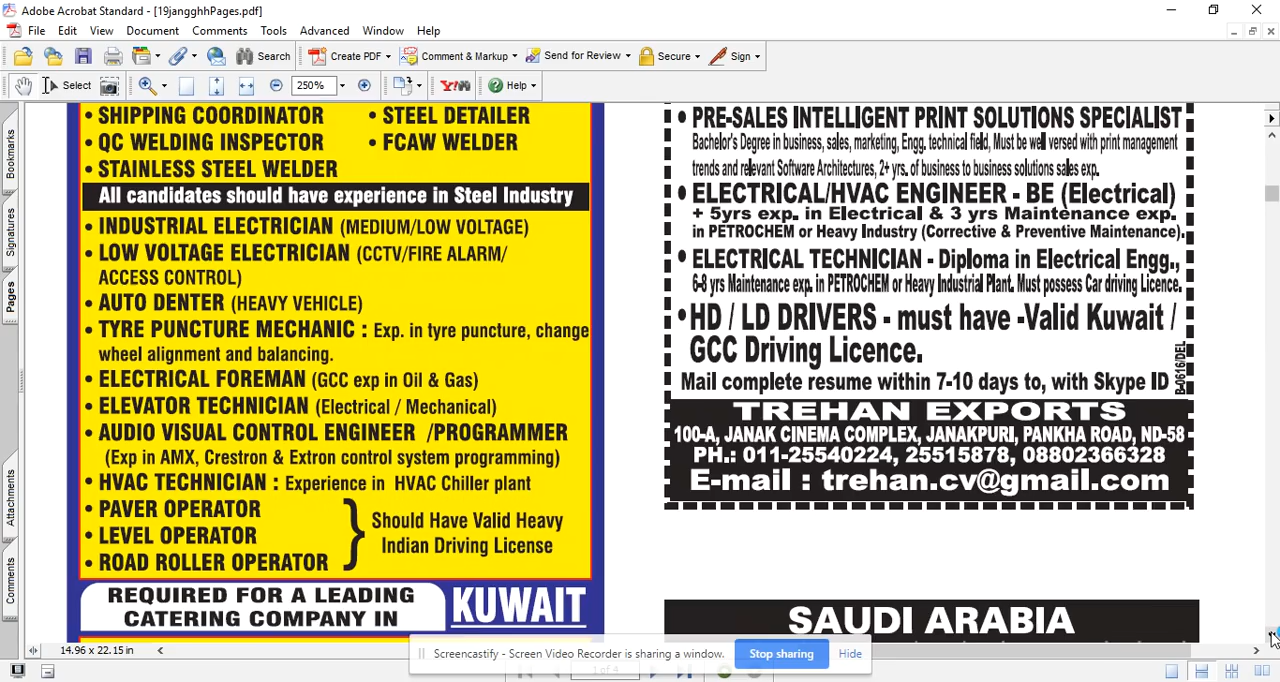 Adobe Acrobat Standard - [19jangghhPages.pdf]
File Edit View Document Comments Tools Advanced Window Help
Search Create PDF Comment & Markup Send for Review Secure Sign
Select 250% Y! Help
Bookmarks
Signatures
Pages
Attachments
Comments
• SHIPPING COORDINATOR • STEEL DETAILER
• QC WELDING INSPECTOR • FCAW WELDER
• STAINLESS STEEL WELDER
All candidates should have experience in Steel Industry
• INDUSTRIAL ELECTRICIAN (MEDIUM/LOW VOLTAGE)
• LOW VOLTAGE ELECTRICIAN (CCTV/FIRE ALARM/
ACCESS CONTROL)
• AUTO DENTER (HEAVY VEHICLE)
• TYRE PUNCTURE MECHANIC : Exp. in tyre puncture, change
wheel alignment and balancing.
• ELECTRICAL FOREMAN (GCC exp in Oil & Gas)
• ELEVATOR TECHNICIAN (Electrical / Mechanical)
• AUDIO VISUAL CONTROL ENGINEER /PROGRAMMER
(Exp in AMX, Crestron & Extron control system programming)
• HVAC TECHNICIAN : Experience in HVAC Chiller plant
• PAVER OPERATOR
• LEVEL OPERATOR
• ROAD ROLLER OPERATOR
Should Have Valid Heavy
Indian Driving License
REQUIRED FOR A LEADING
CATERING COMPANY IN
KUWAIT
• PRE-SALES INTELLIGENT PRINT SOLUTIONS SPECIALIST
Bachelor's Degree in business, sales, marketing, Engg. technical field, Must be well versed with print management
trends and relevant Software Architectures, 2+ yrs. of business to business solutions sales exp.
• ELECTRICAL/HVAC ENGINEER - BE (Electrical)
+ 5yrs exp. in Electrical & 3 yrs Maintenance exp.
in PETROCHEM or Heavy Industry (Corrective & Preventive Maintenance).
• ELECTRICAL TECHNICIAN - Diploma in Electrical Engg.,
6-8 yrs Maintenance exp. in PETROCHEM or Heavy Industrial Plant. Must possess Car driving Licence.
• HD / LD DRIVERS - must have -Valid Kuwait /
GCC Driving Licence.
B-0616/DEL
Mail complete resume within 7-10 days to, with Skype ID
TREHAN EXPORTS
100-A, JANAK CINEMA COMPLEX, JANAKPURI, PANKHA ROAD, ND-58
PH.: 011-25540224, 25515878, 08802366328
E-mail : trehan.cv@gmail.com
SAUDI ARABIA
14.96 x 22.15 in
Screencastify - Screen Video Recorder is sharing a window. Stop sharing Hide
1 of 4